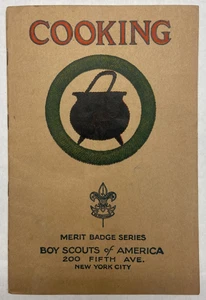 COOKING
MERIT BADGE SERIES
BOY SCOUTS of AMERICA
200 FIFTH AVE.
NEW YORK CITY